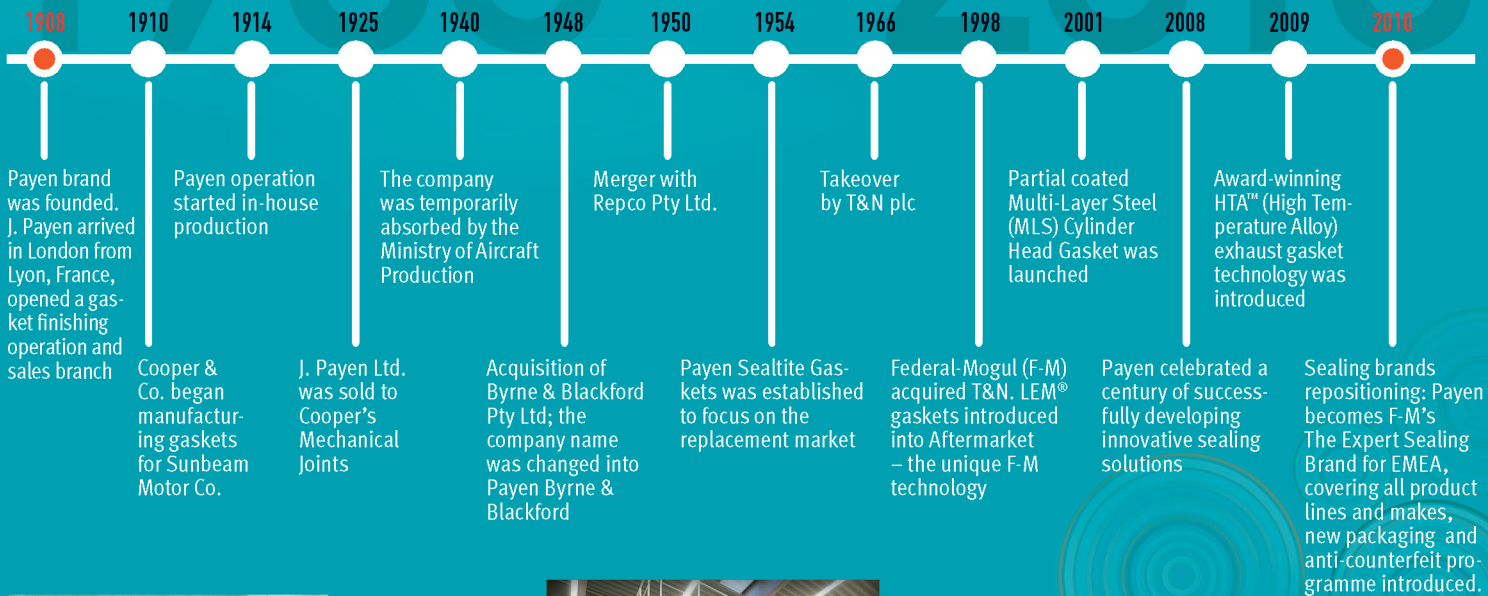 1908 1910 1914 1925 1940 1948 1950 1954 1966 1998 2001 2008 2009 2010
Payen brand
was founded.
J. Payen arrived
in London from
Lyon, France,
opened a gas-
ket finishing
operation and
sales branch
Cooper &
Co. began
manufactur-
ing gaskets
for Sunbeam
Motor Co.
Payen operation
started in-house
production
J. Payen Ltd.
was sold to
Cooper's
Mechanical
Joints
The company
was temporarily
absorbed by the
Ministry of Aircraft
Production
Acquisition of
Byrne & Blackford
Pty Ltd; the
company name
was changed into
Payen Byrne &
Blackford
Merger with
Repco Pty Ltd.
Payen Sealtite Gas-
kets was established
to focus on the
replacement market
Takeover
by T&N plc
Federal-Mogul (F-M)
acquired T&N. LEM®
gaskets introduced
into Aftermarket
– the unique F-M
technology
Partial coated
Multi-Layer Steel
(MLS) Cylinder
Head Gasket was
launched
Payen celebrated a
century of success-
fully developing
innovative sealing
solutions
Award-winning
HTA™ (High Tem-
perature Alloy)
exhaust gasket
technology was
introduced
Sealing brands
repositioning: Payen
becomes F-M's
The Expert Sealing
Brand for EMEA,
covering all product
lines and makes,
new packaging and
anti-counterfeit pro-
gramme introduced.